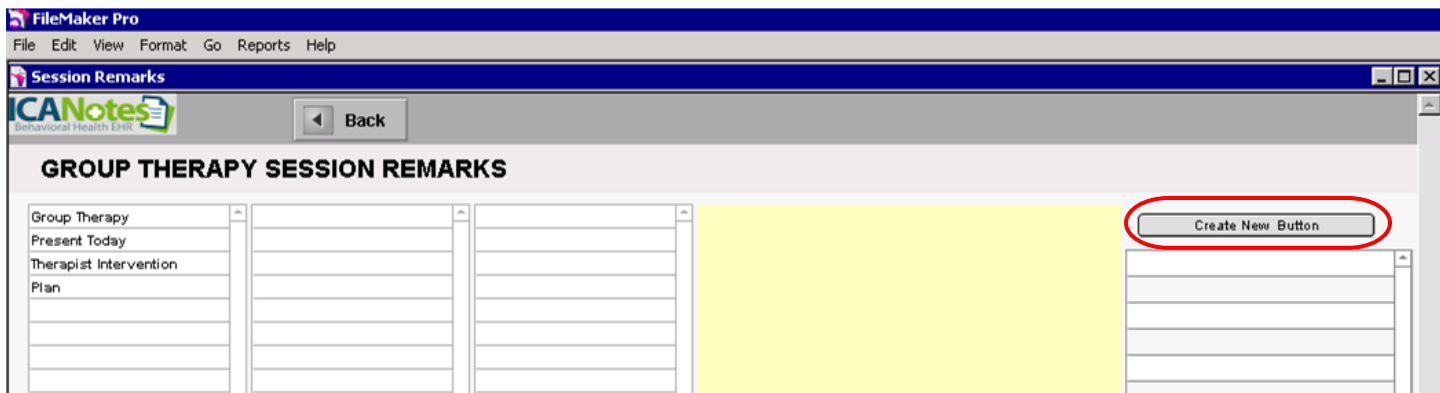 FileMaker Pro
File Edit View Format Go Reports Help
Session Remarks
ICANotes
Behavioral Health EHR
Back
GROUP THERAPY SESSION REMARKS
Group Therapy
Present Today
Therapist Intervention
Plan
Create New Button